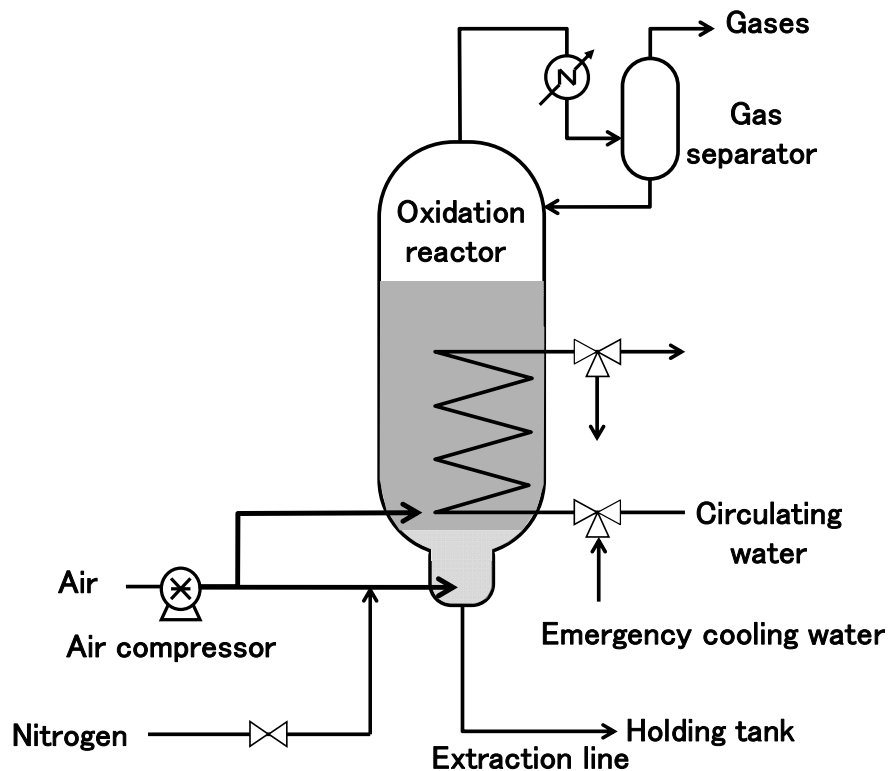 Gases
Gas
separator
Oxidation
reactor
Circulating
water
Air
Air compressor
Emergency cooling water
Nitrogen
Holding tank
Extraction line